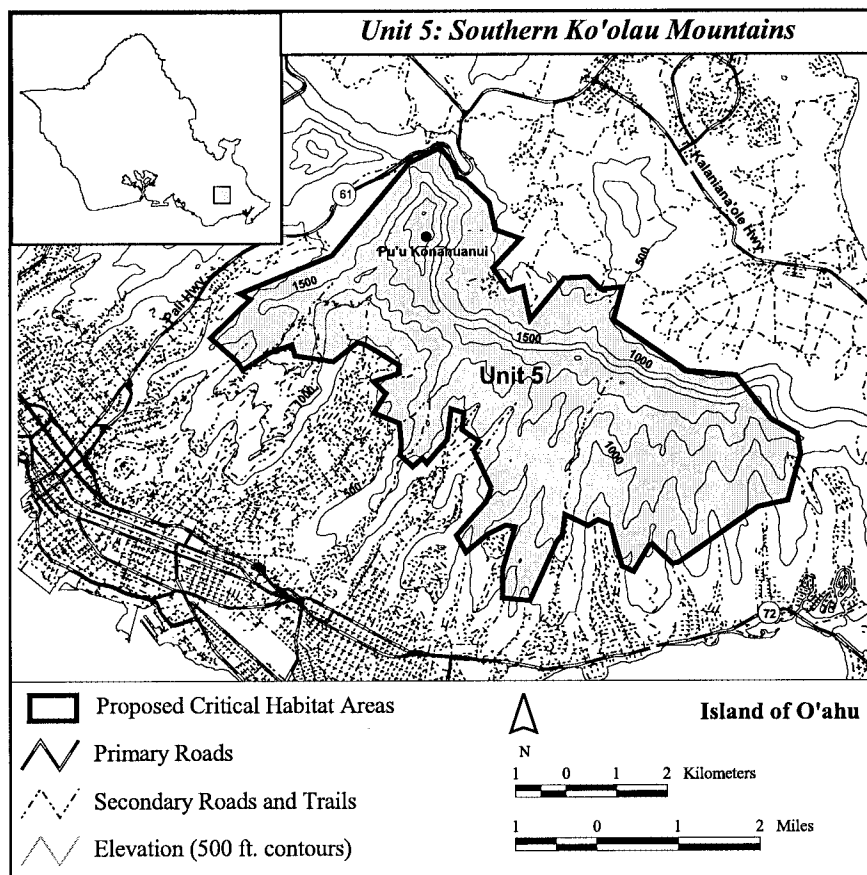 Unit 5: Southern Ko'olau Mountains
61
Kalaniana'ole Hwy
Pu'u Konahuanui
500
1500
Pali Hwy
1500
1000
Unit 5
1000
1000
500
72
Proposed Critical Habitat Areas
Primary Roads
Secondary Roads and Trails
Elevation (500 ft. contours)
N
Island of O'ahu
1 0 1 2 Kilometers
1 0 1 2 Miles